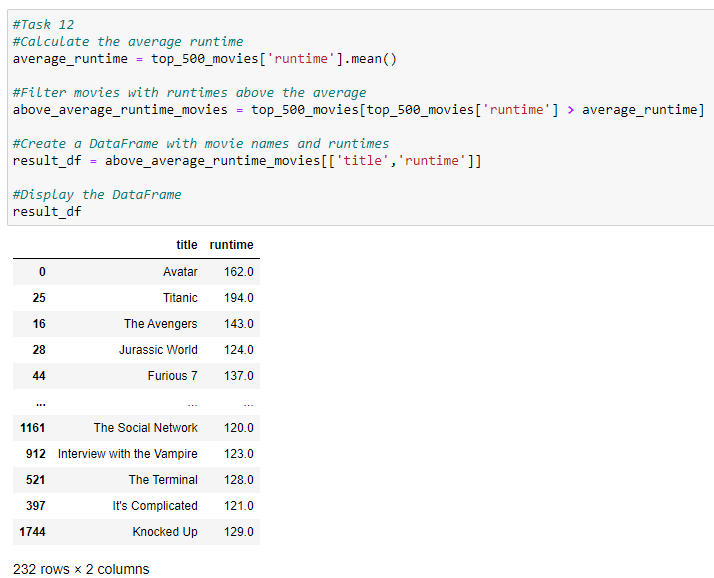 #Task 12
#Calculate the average runtime
average_runtime = top_500_movies['runtime'].mean()
#Filter movies with runtimes above the average
above_average_runtime_movies = top_500_movies[top_500_movies['runtime'] > average_runtime]
#Create a DataFrame with movie names and runtimes
result_df = above_average_runtime_movies[['title','runtime']]
#Display the DataFrame
result_df
title runtime
0 Avatar 162.0
25 Titanic 194.0
16 The Avengers 143.0
28 Jurassic World 124.0
44 Furious 7 137.0
... ... ...
1161 The Social Network 120.0
912 Interview with the Vampire 123.0
521 The Terminal 128.0
397 It's Complicated 121.0
1744 Knocked Up 129.0
232 rows × 2 columns